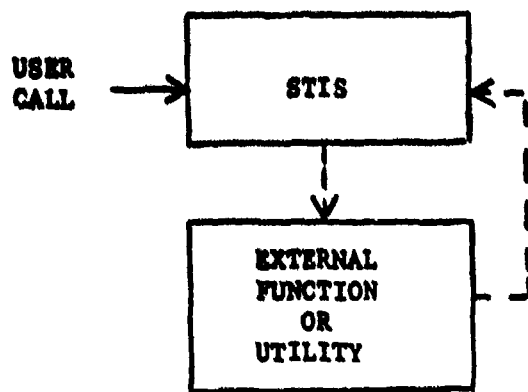 USER
CALL
STIS
EXTERNAL
FUNCTION
OR
UTILITY